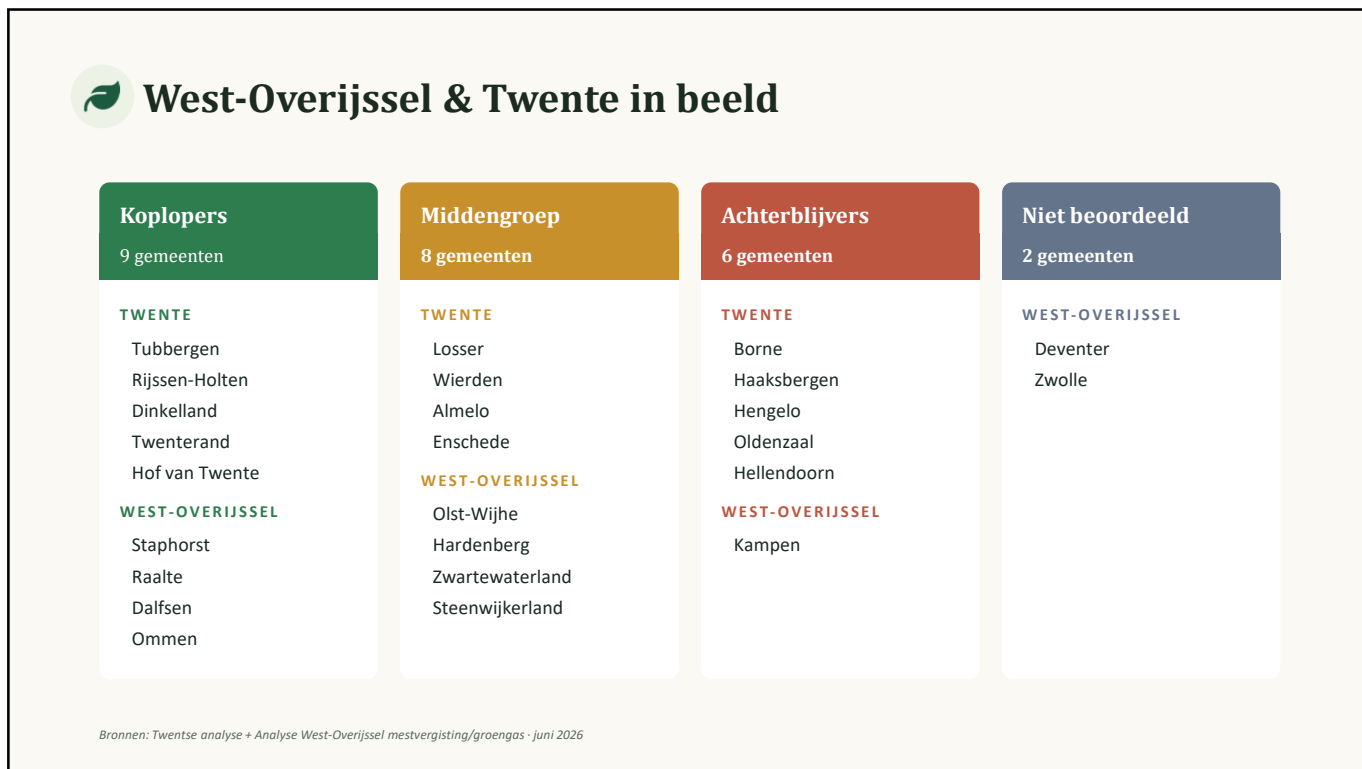 West-Overijssel & Twente in beeld
Koplopers
9 gemeenten
TWENTE
Tubbergen
Rijssen-Holten
Dinkelland
Twenterand
Hof van Twente
WEST-OVERIJSSEL
Staphorst
Raalte
Dalfsen
Ommen
Middengroep
8 gemeenten
TWENTE
Losser
Wierden
Almelo
Enschede
WEST-OVERIJSSEL
Olst-Wijhe
Hardenberg
Zwartewaterland
Steenwijkerland
Achterblijvers
6 gemeenten
TWENTE
Borne
Haaksbergen
Hengelo
Oldenzaal
Hellendoorn
WEST-OVERIJSSEL
Kampen
Niet beoordeeld
2 gemeenten
WEST-OVERIJSSEL
Deventer
Zwolle
Bronnen: Twentse analyse + Analyse West-Overijssel mestvergisting/groengas · juni 2026